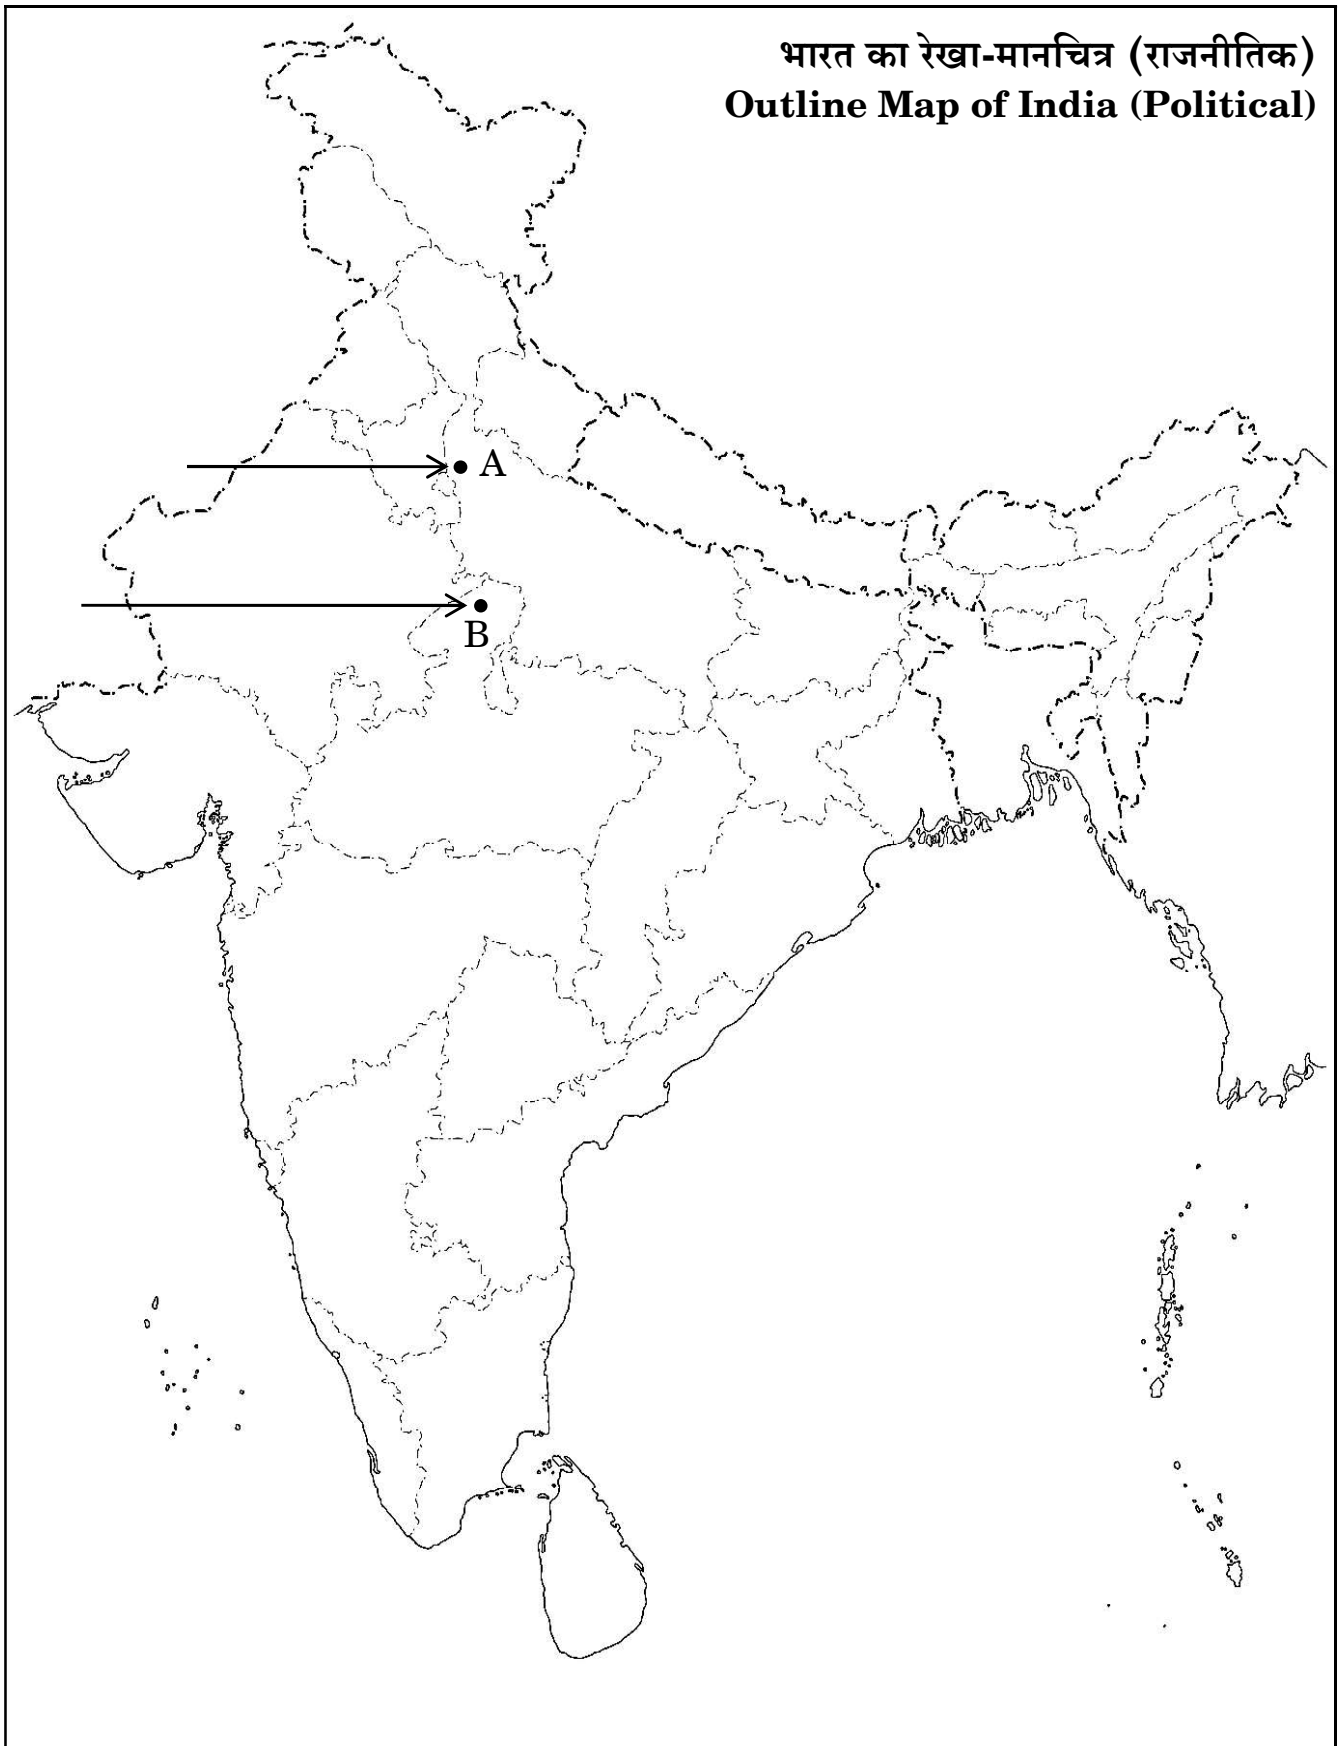 भारत का रेखा-मानचित्र (राजनीतिक)
Outline Map of India (Political)
A
B